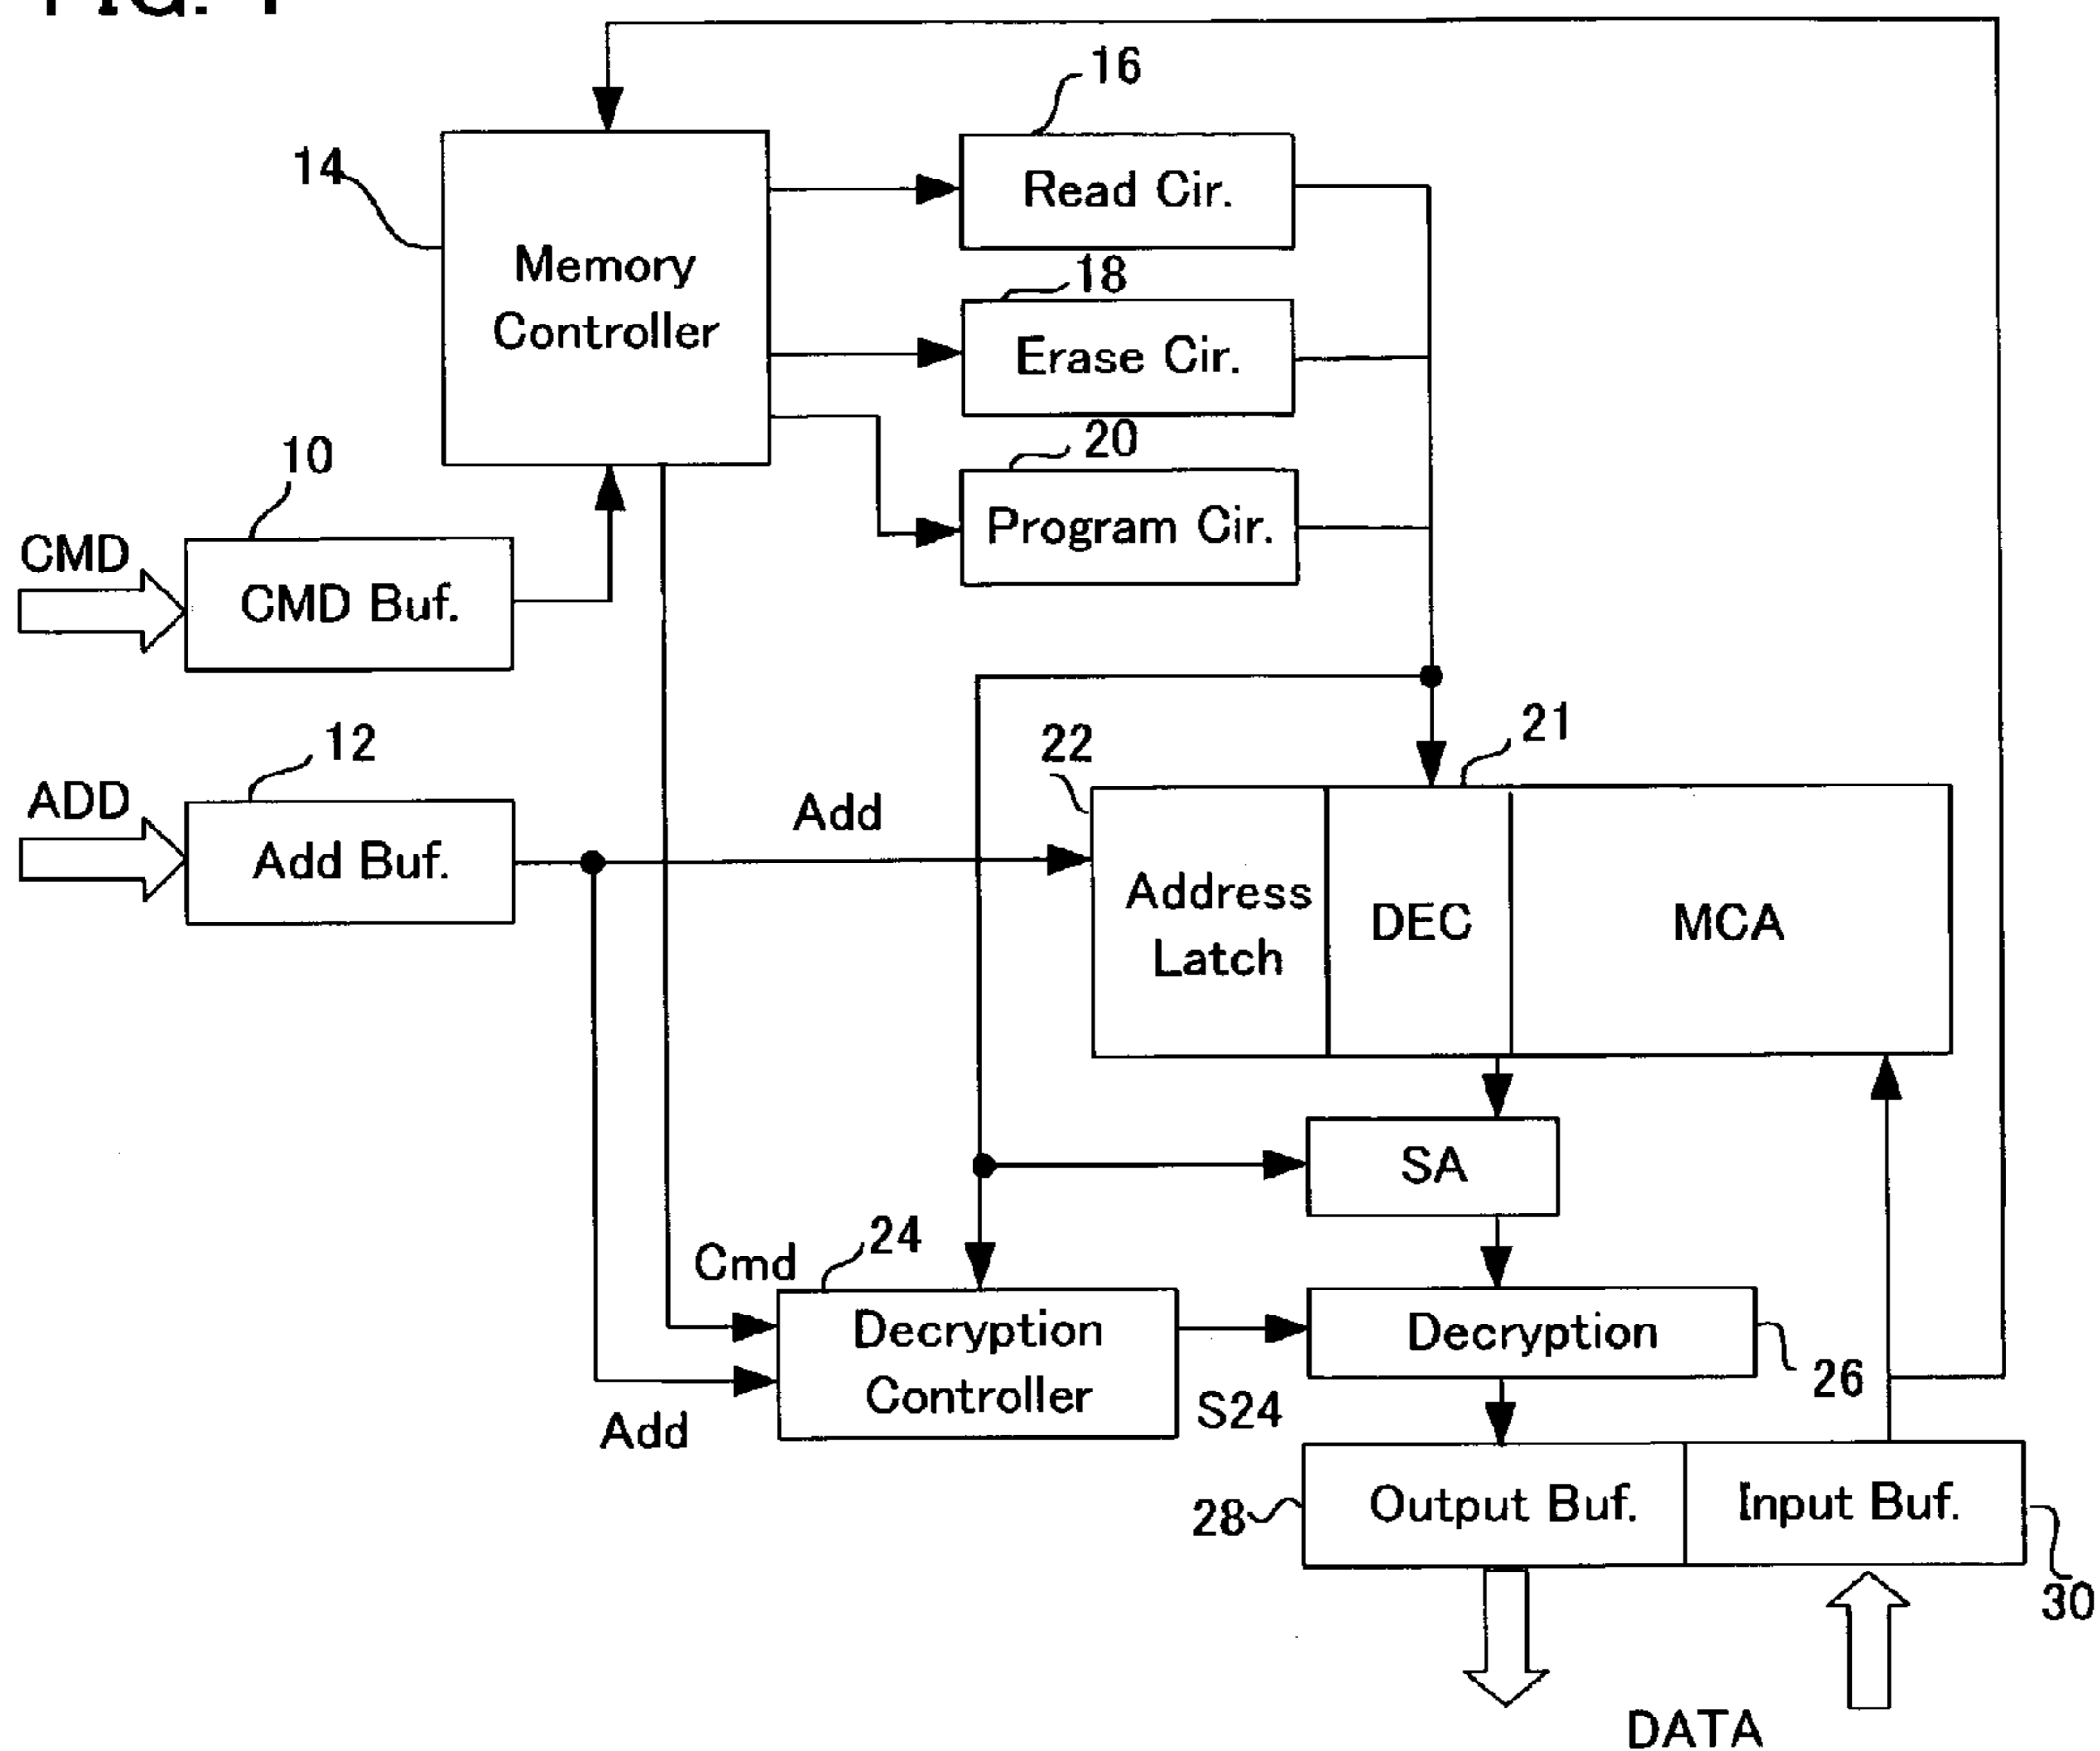 16
14
Read Cir.
Memory
Controller
18
Erase Cir.
20
Program Cir.
10
CMD
CMD Buf.
12
ADD
Add Buf.
Add
22
21
Address
Latch
DEC
MCA
SA
Cmd
24
Decryption
Controller
Add
S24
Decryption
26
28
Output Buf.
Input Buf.
30
DATA